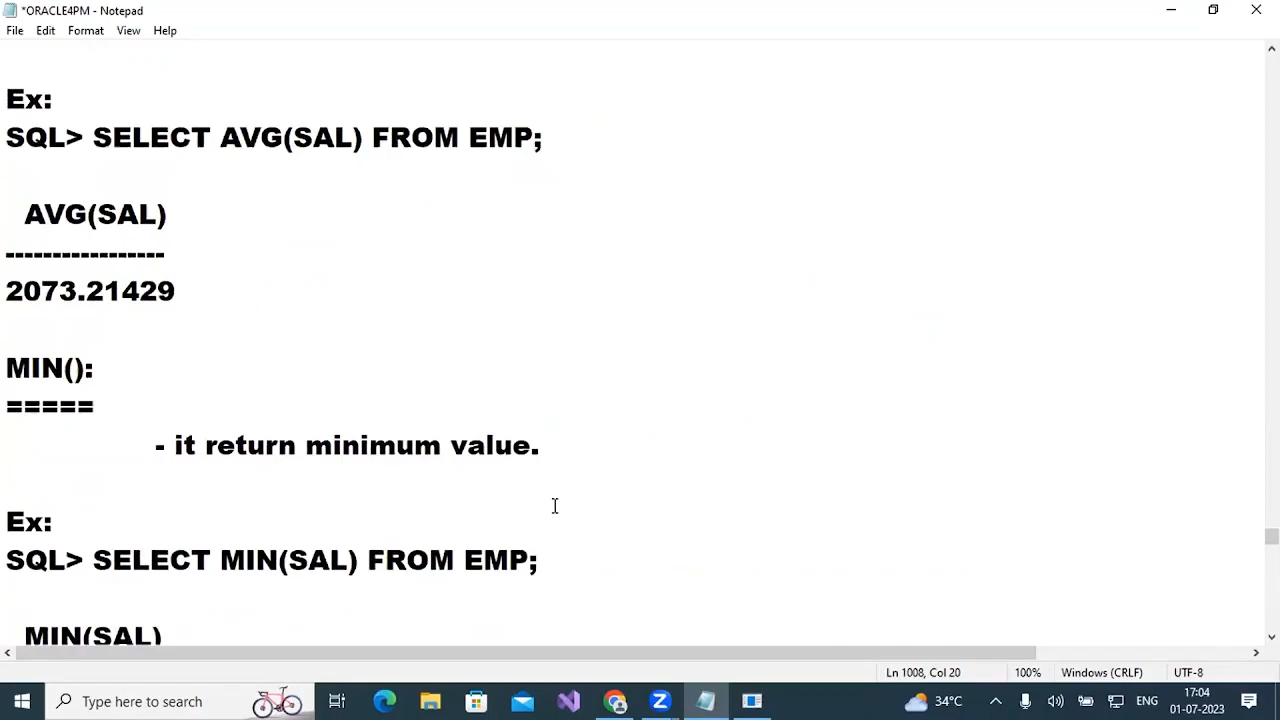 *ORACLE4PM - Notepad
File Edit Format View Help
Ex:
SQL> SELECT AVG(SAL) FROM EMP;
AVG(SAL)
-----------------
2073.21429
MIN():
=====
- it return minimum value.
Ex:
SQL> SELECT MIN(SAL) FROM EMP;
MIN(SAL)
Ln 1008, Col 20 100% Windows (CRLF) UTF-8
Type here to search
34°C
ENG
17:04
01-07-2023